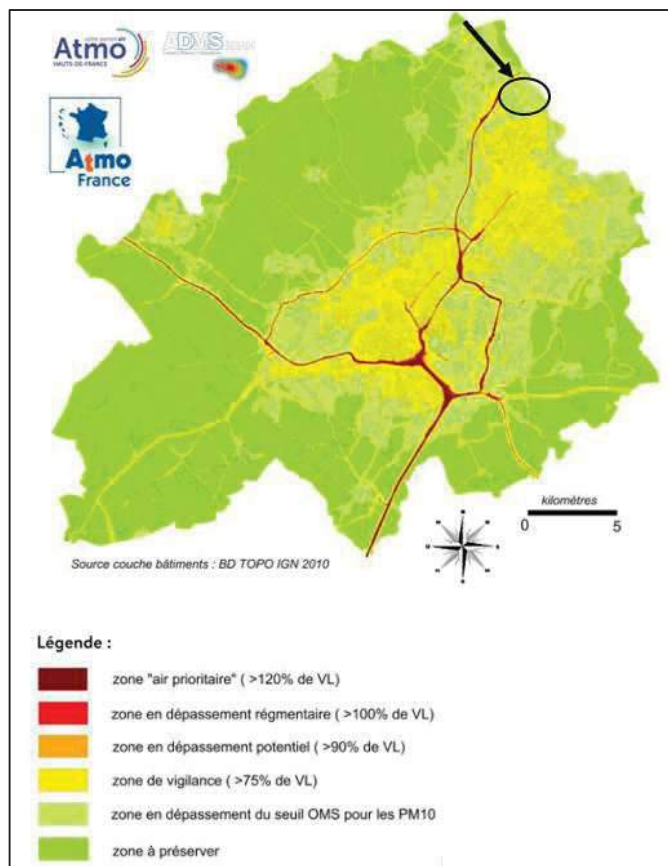 Atmo
HAUTS-DE-FRANCE
ADMS
Atmo
France
kilomètres
0 5
Source couche bâtiments : BD TOPO IGN 2010
Légende :
zone "air prioritaire" ( >120% de VL)
zone en dépassement régmentaire ( >100% de VL)
zone en dépassement potentiel ( >90% de VL)
zone de vigilance ( >75% de VL)
zone en dépassement du seuil OMS pour les PM10
zone à préserver